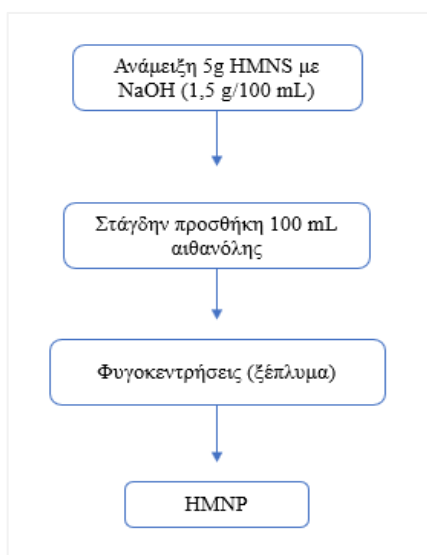 Ανάμειξη 5g HMNS με
NaOH (1,5 g/100 mL)
Στάγδην προσθήκη 100 mL
αιθανόλης
Φυγοκεντρήσεις (ξέπλυμα)
HMNP